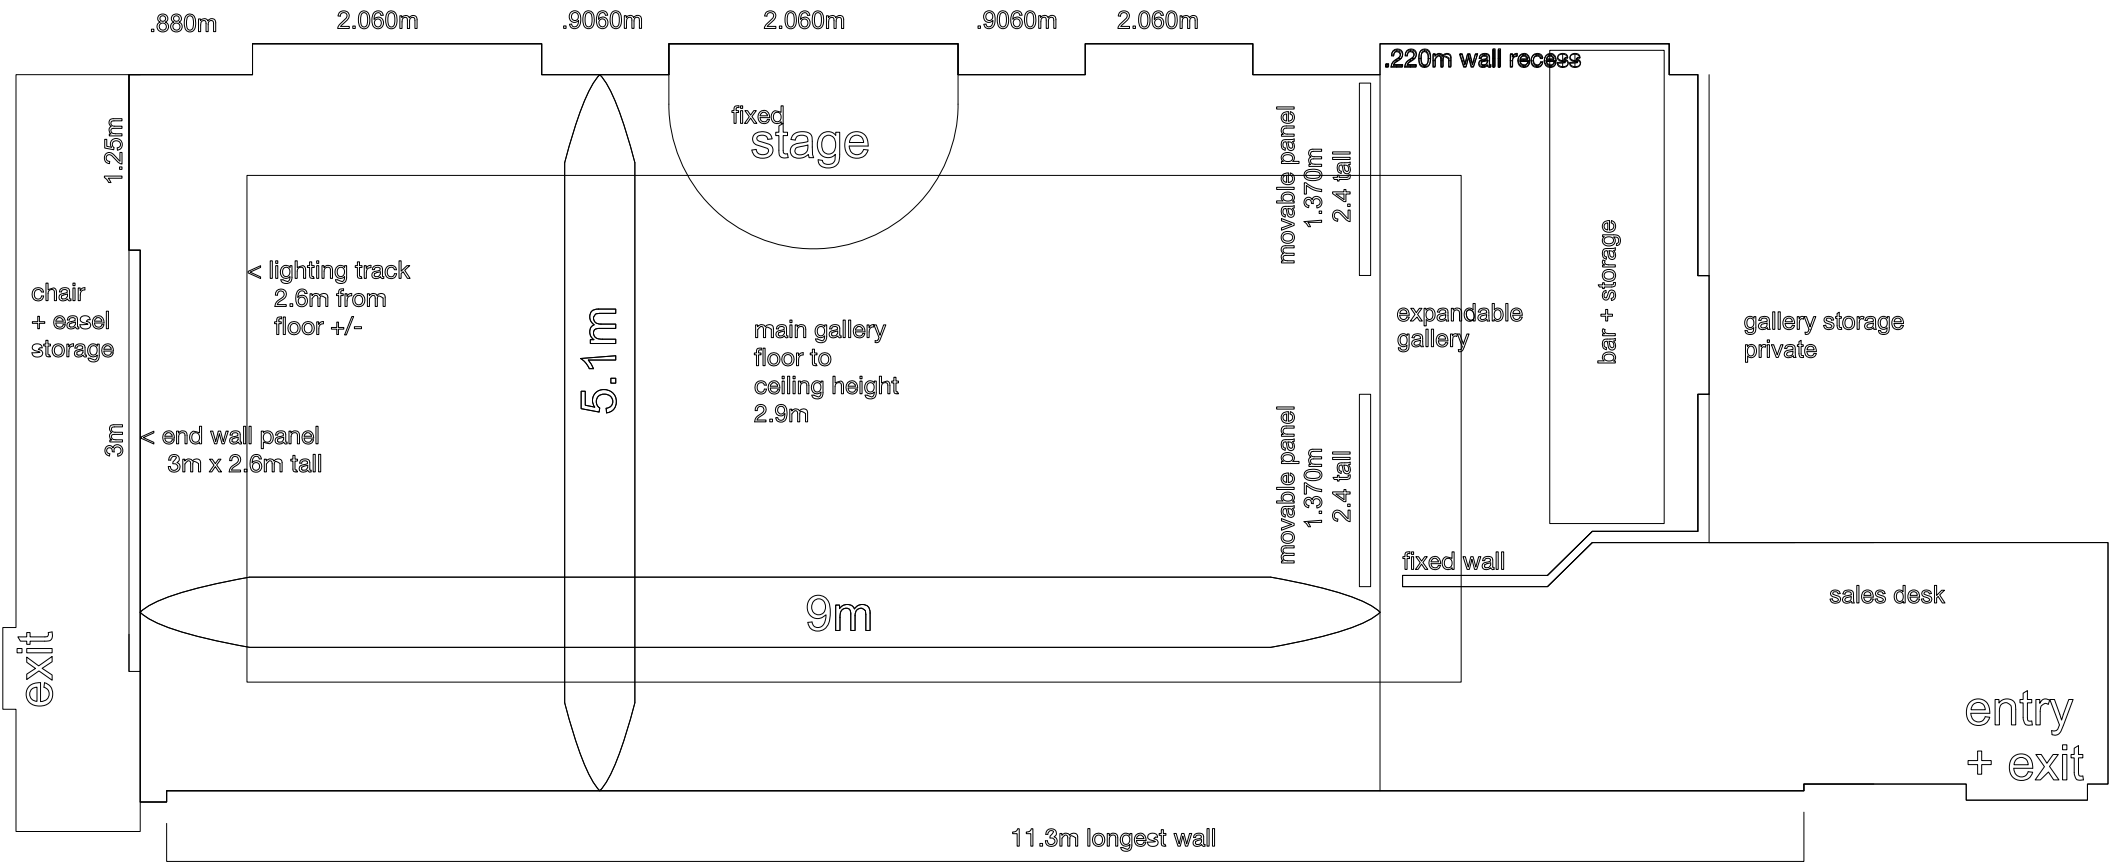 .880m
2.060m
.9060m
2.060m
.9060m
2.060m
.220m wall recess
1.25m
fixed
stage
movable panel
1.370m
2.4 tall
chair
+ easel
storage
< lighting track
2.6m from
floor +/-
5.1m
main gallery
floor to
ceiling height
2.9m
expandable
gallery
bar + storage
gallery storage
private
3m
< end wall panel
3m x 2.6m tall
movable panel
1.370m
2.4 tall
fixed wall
sales desk
9m
exit
entry
+ exit
11.3m longest wall